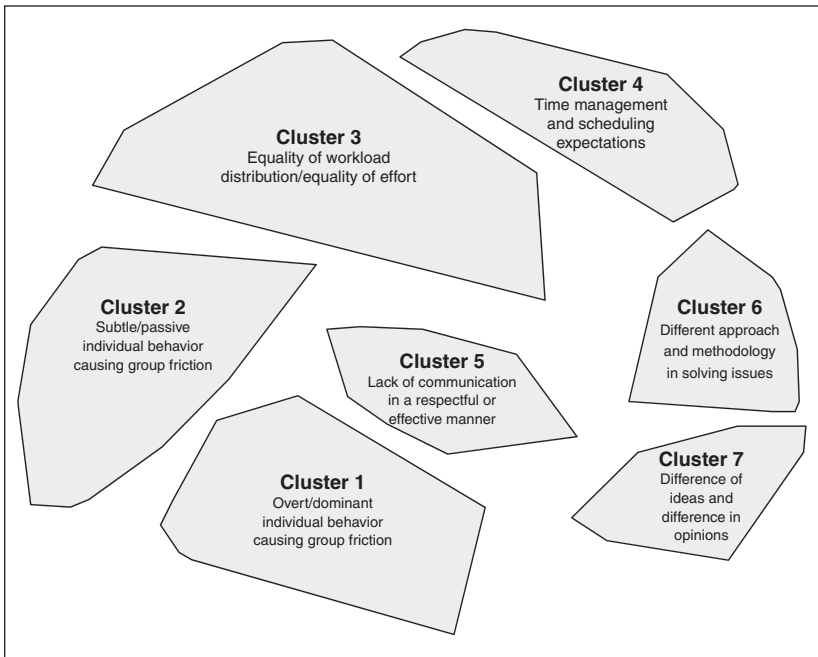 Cluster 4
Time management
and scheduling
expectations
Cluster 3
Equality of workload
distribution/equality of effort
Cluster 2
Subtle/passive
individual behavior
causing group friction
Cluster 6
Different approach
and methodology
in solving issues
Cluster 5
Lack of communication
in a respectful or
effective manner
Cluster 7
Difference of
ideas and
difference in
opinions
Cluster 1
Overt/dominant
individual behavior
causing group friction